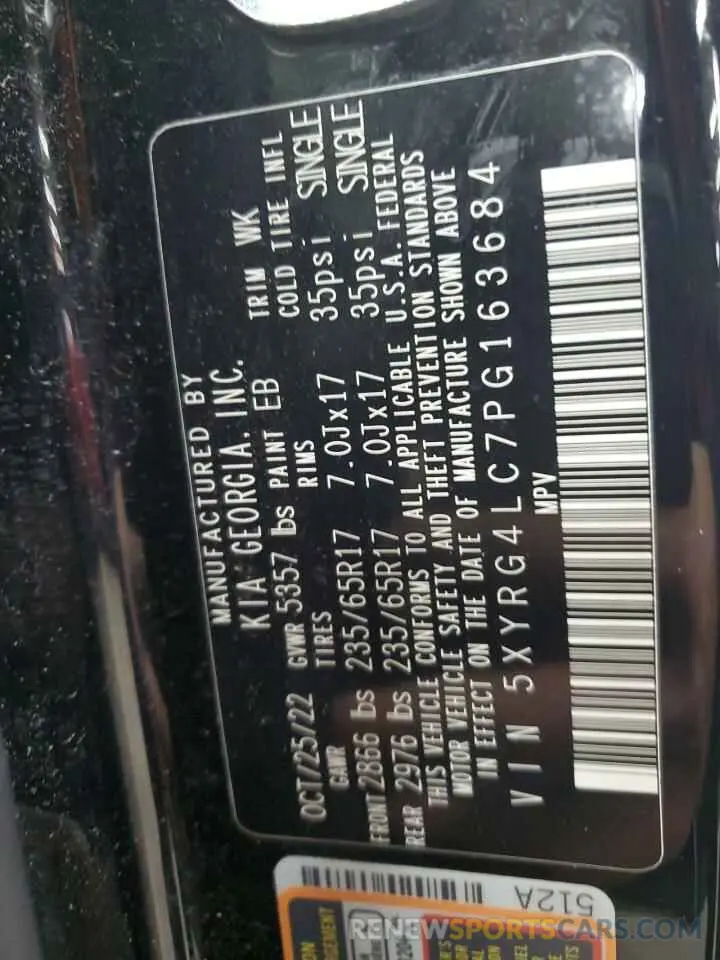 MANUFACTURED BY
KIA GEORGIA, INC.
OCT/25/22 GVWR 5357 lbs PAINT EB TRIM WK
GAWR TIRES RIMS COLD TIRE INFL
FRONT 2866 lbs 235/65R17 7.0Jx17 35psi SINGLE
REAR 2976 lbs 235/65R17 7.0Jx17 35psi SINGLE
THIS VEHICLE CONFORMS TO ALL APPLICABLE U.S.A. FEDERAL
MOTOR VEHICLE SAFETY AND THEFT PREVENTION STANDARDS
IN EFFECT ON THE DATE OF MANUFACTURE SHOWN ABOVE
VIN 5XYRG4LC7PG163684
MPV
512A
RENEWSPORTSCARS.COM